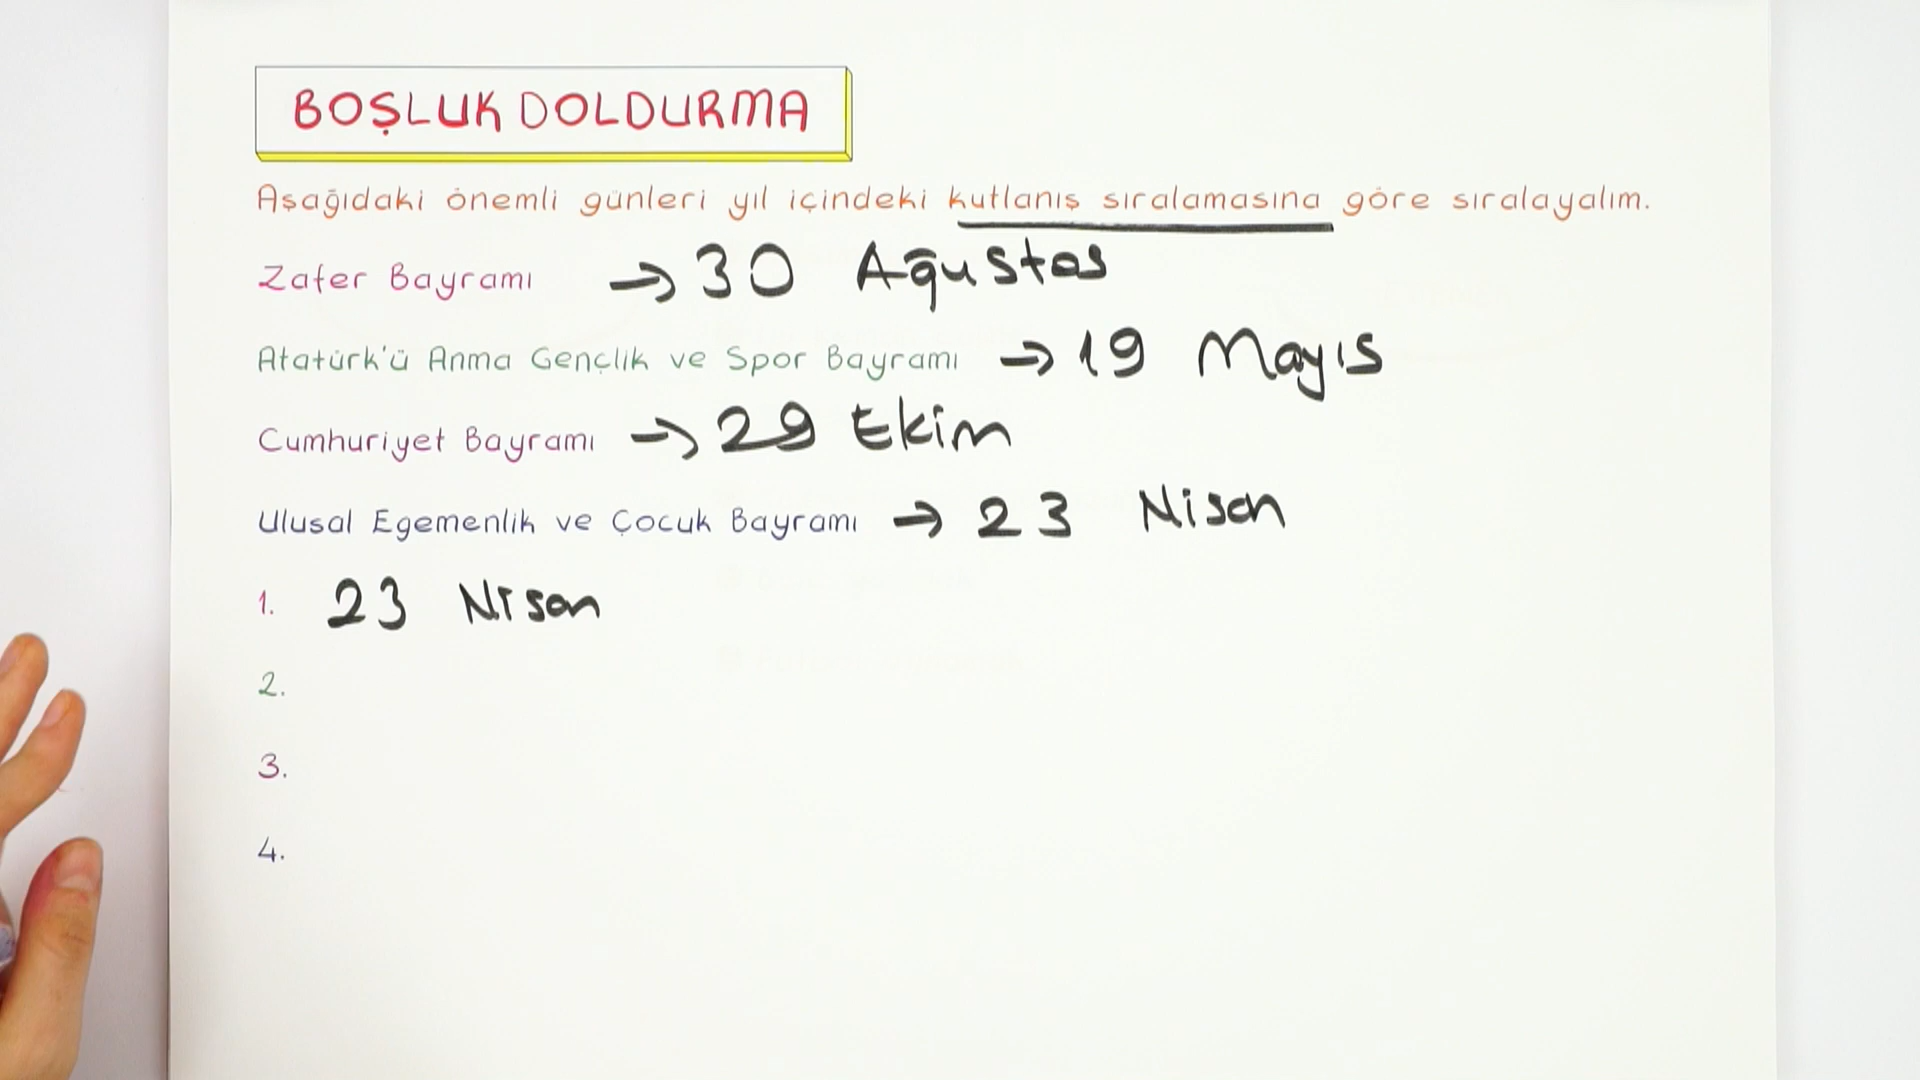 BOŞLUK DOLDURMA
Aşağıdaki önemli günleri yıl içindeki kutlanış sıralamasına göre sıralayalım.
Zafer Bayramı → 30 Ağustos
Atatürk'ü Anma Gençlik ve Spor Bayramı → 19 Mayıs
Cumhuriyet Bayramı → 29 Ekim
Ulusal Egemenlik ve Çocuk Bayramı → 23 Nisan
1. 23 Nisan
2.
3.
4.